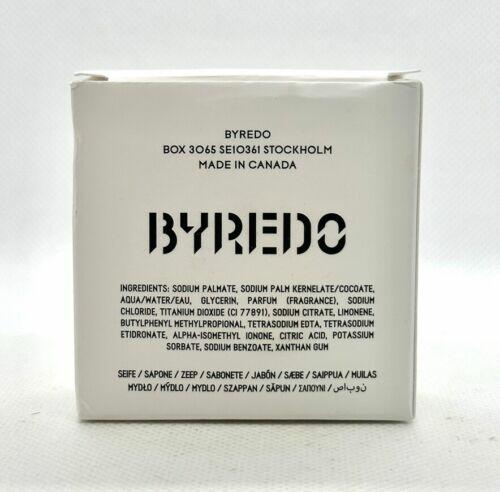 BYREDO
BOX 3065 SE10361 STOCKHOLM
MADE IN CANADA
BYREDO
INGREDIENTS: SODIUM PALMATE, SODIUM PALM KERNELATE/COCOATE,
AQUA/WATER/EAU, GLYCERIN, PARFUM (FRAGRANCE), SODIUM
CHLORIDE, TITANIUM DIOXIDE (CI 77891), SODIUM CITRATE, LIMONENE,
BUTYLPHENYL METHYLPROPIONAL, TETRASODIUM EDTA, TETRASODIUM
ETIDRONATE, ALPHA-ISOMETHYL IONONE, CITRIC ACID, POTASSIUM
SORBATE, SODIUM BENZOATE, XANTHAN GUM
SEIFE / SAPONE / ZEEP / SABONETE / JABÓN / SÆBE / SAIPPUA / MUILAS
MYDŁO / MÝDLO / MYDLO / SZAPPAN / SĂPUN / ΣΑΠΟΥΝΙ / صابون